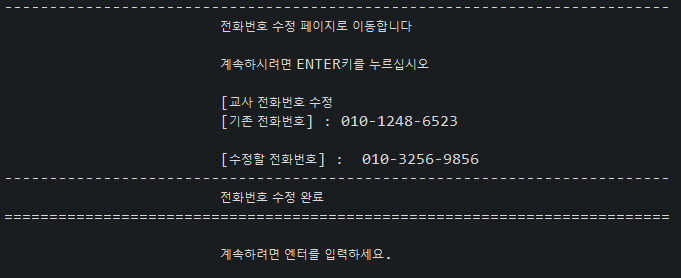 전화번호 수정 페이지로 이동합니다
계속하시려면 ENTER키를 누르십시오
[교사 전화번호 수정
[기존 전화번호] : 010-1248-6523
[수정할 전화번호] : 010-3256-9856
전화번호 수정 완료
계속하려면 엔터를 입력하세요.